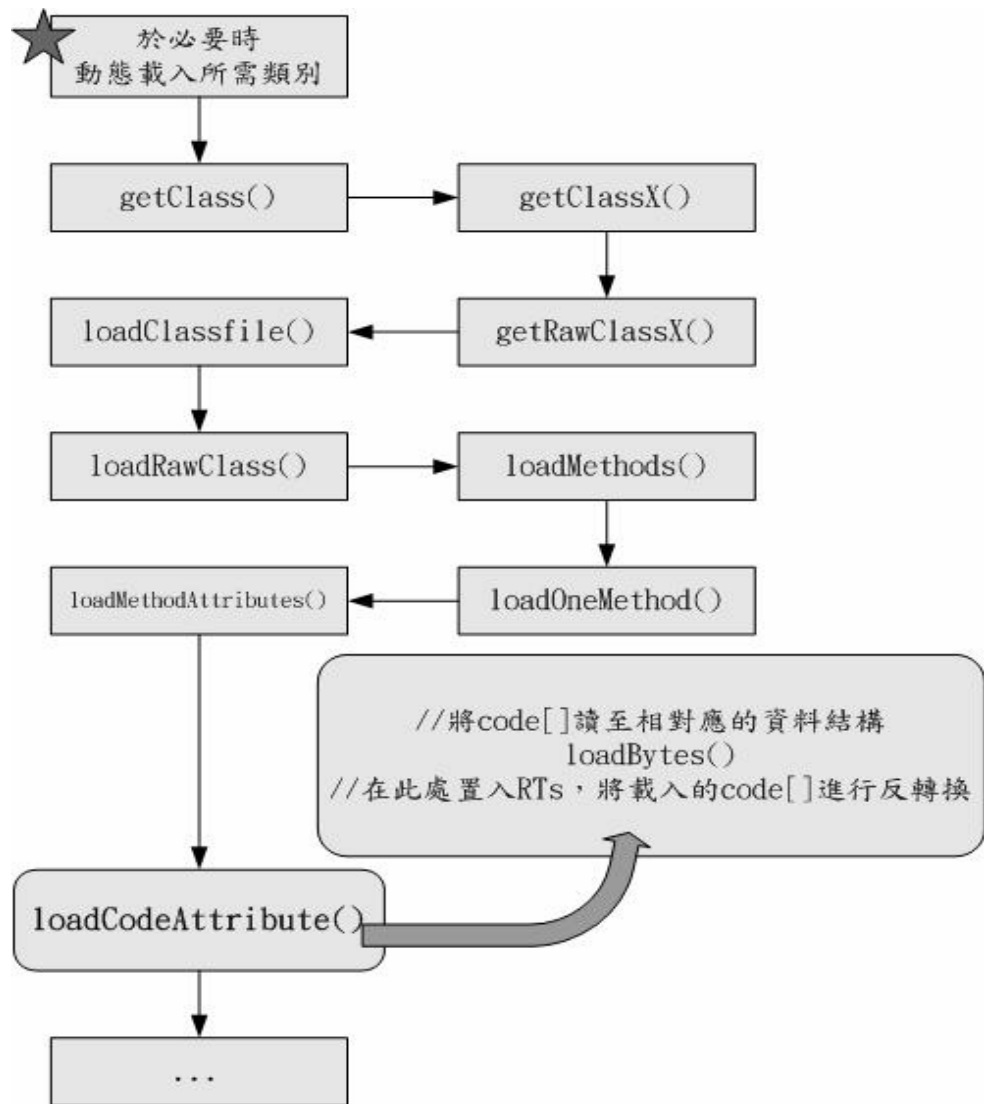 於必要時
動態載入所需類別
getClass()
getClassX()
loadClassfile()
getRawClassX()
loadRawClass()
loadMethods()
loadMethodAttributes()
loadOneMethod()
//將code[]讀至相對應的資料結構
loadBytes()
//在此處置入RTs，將載入的code[]進行反轉換
loadCodeAttribute()
...